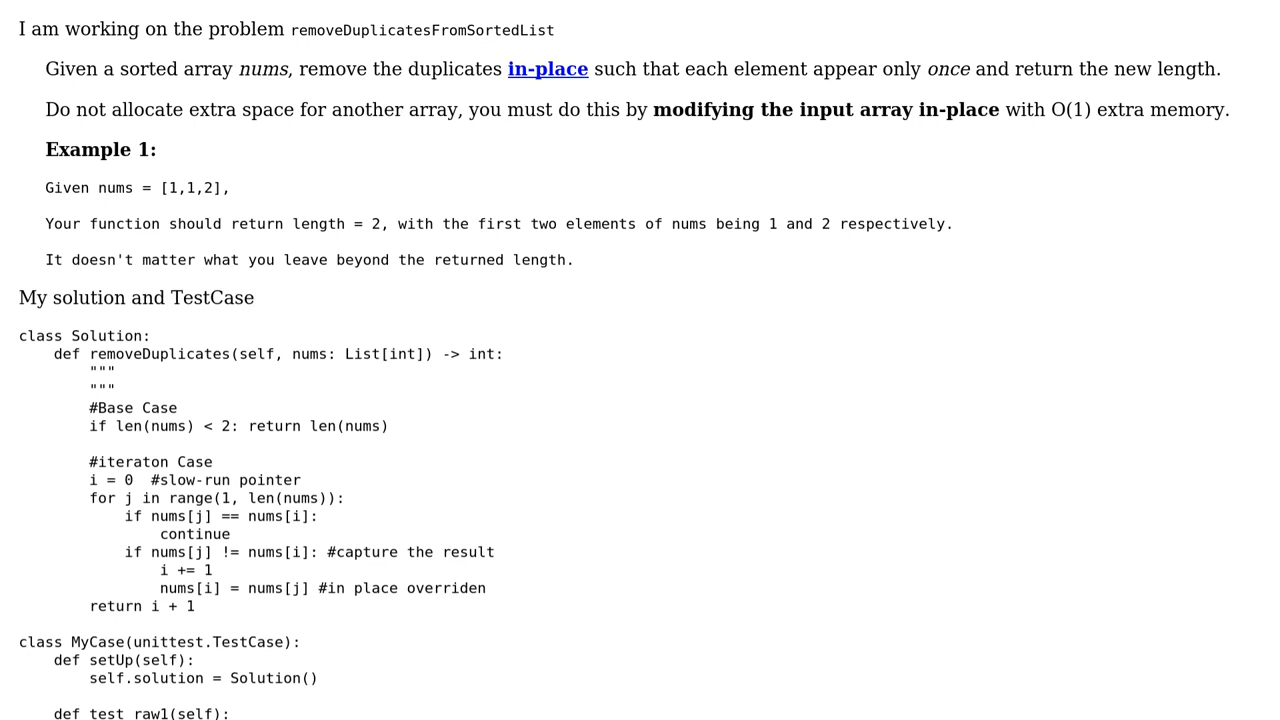 I am working on the problem removeDuplicatesFromSortedList
Given a sorted array nums, remove the duplicates in-place such that each element appear only once and return the new length.
Do not allocate extra space for another array, you must do this by modifying the input array in-place with O(1) extra memory.
Example 1:
Given nums = [1,1,2],
Your function should return length = 2, with the first two elements of nums being 1 and 2 respectively.
It doesn't matter what you leave beyond the returned length.
My solution and TestCase
class Solution:
    def removeDuplicates(self, nums: List[int]) -> int:
        """
        """
        #Base Case
        if len(nums) < 2: return len(nums)
        #iteraton Case
        i = 0  #slow-run pointer
        for j in range(1, len(nums)):
            if nums[j] == nums[i]:
                continue
            if nums[j] != nums[i]: #capture the result
                i += 1
                nums[i] = nums[j] #in place overriden
        return i + 1
class MyCase(unittest.TestCase):
    def setUp(self):
        self.solution = Solution()
    def test_raw1(self):